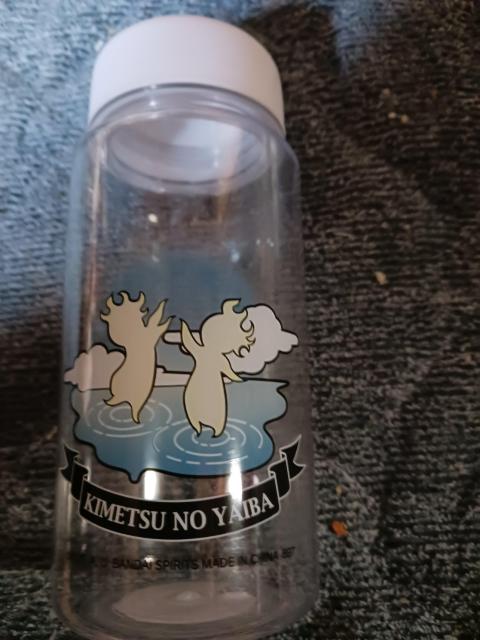 KIMETSU NO YAIBA
BANDAI SPIRITS MADE IN CHINA